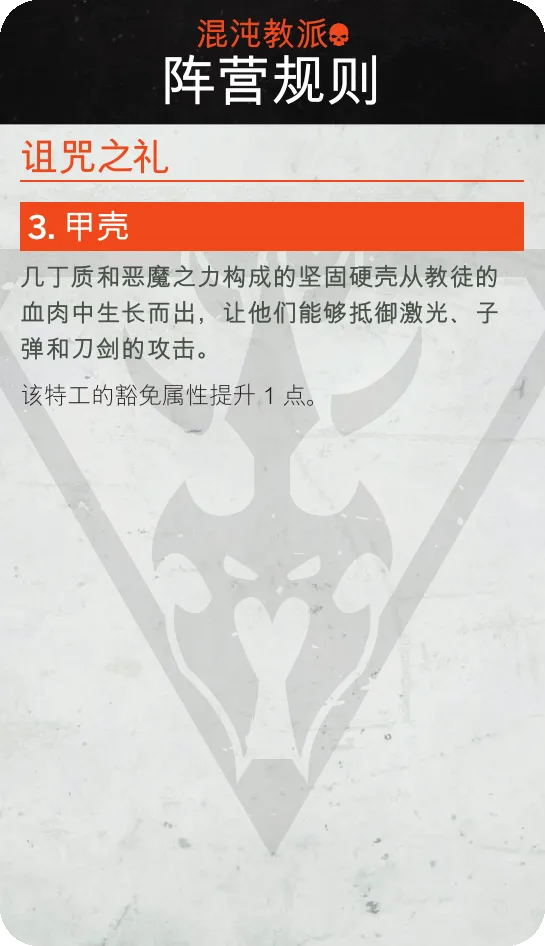 混沌教派
阵营规则
诅咒之礼
3. 甲壳
几丁质和恶魔之力构成的坚固硬壳从教徒的
血肉中生长而出，让他们能够抵御激光、子
弹和刀剑的攻击。
该特工的豁免属性提升 1 点。